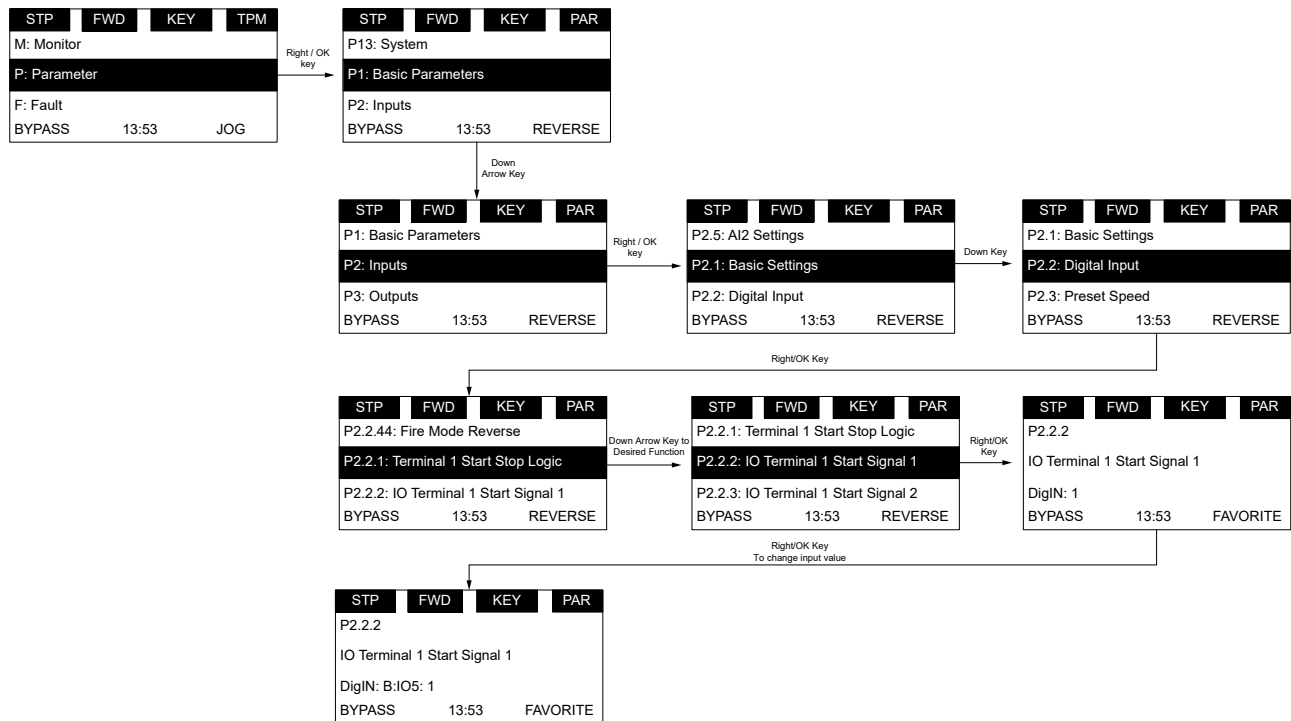 STP FWD KEY TPM
M: Monitor
P: Parameter
F: Fault
BYPASS 13:53 JOG
Right / OK
key
STP FWD KEY PAR
P13: System
P1: Basic Parameters
P2: Inputs
BYPASS 13:53 REVERSE
Down
Arrow Key
STP FWD KEY PAR
P1: Basic Parameters
P2: Inputs
P3: Outputs
BYPASS 13:53 REVERSE
Right / OK
key
STP FWD KEY PAR
P2.5: AI2 Settings
P2.1: Basic Settings
P2.2: Digital Input
BYPASS 13:53 REVERSE
Down Key
STP FWD KEY PAR
P2.1: Basic Settings
P2.2: Digital Input
P2.3: Preset Speed
BYPASS 13:53 REVERSE
Right/OK Key
STP FWD KEY PAR
P2.2.44: Fire Mode Reverse
P2.2.1: Terminal 1 Start Stop Logic
P2.2.2: IO Terminal 1 Start Signal 1
BYPASS 13:53 REVERSE
Down Arrow Key to
Desired Function
STP FWD KEY PAR
P2.2.1: Terminal 1 Start Stop Logic
P2.2.2: IO Terminal 1 Start Signal 1
P2.2.3: IO Terminal 1 Start Signal 2
BYPASS 13:53 REVERSE
Right/OK
Key
STP FWD KEY PAR
P2.2.2
IO Terminal 1 Start Signal 1
DigIN: 1
BYPASS 13:53 FAVORITE
Right/OK Key
To change input value
STP FWD KEY PAR
P2.2.2
IO Terminal 1 Start Signal 1
DigIN: B:IO5: 1
BYPASS 13:53 FAVORITE